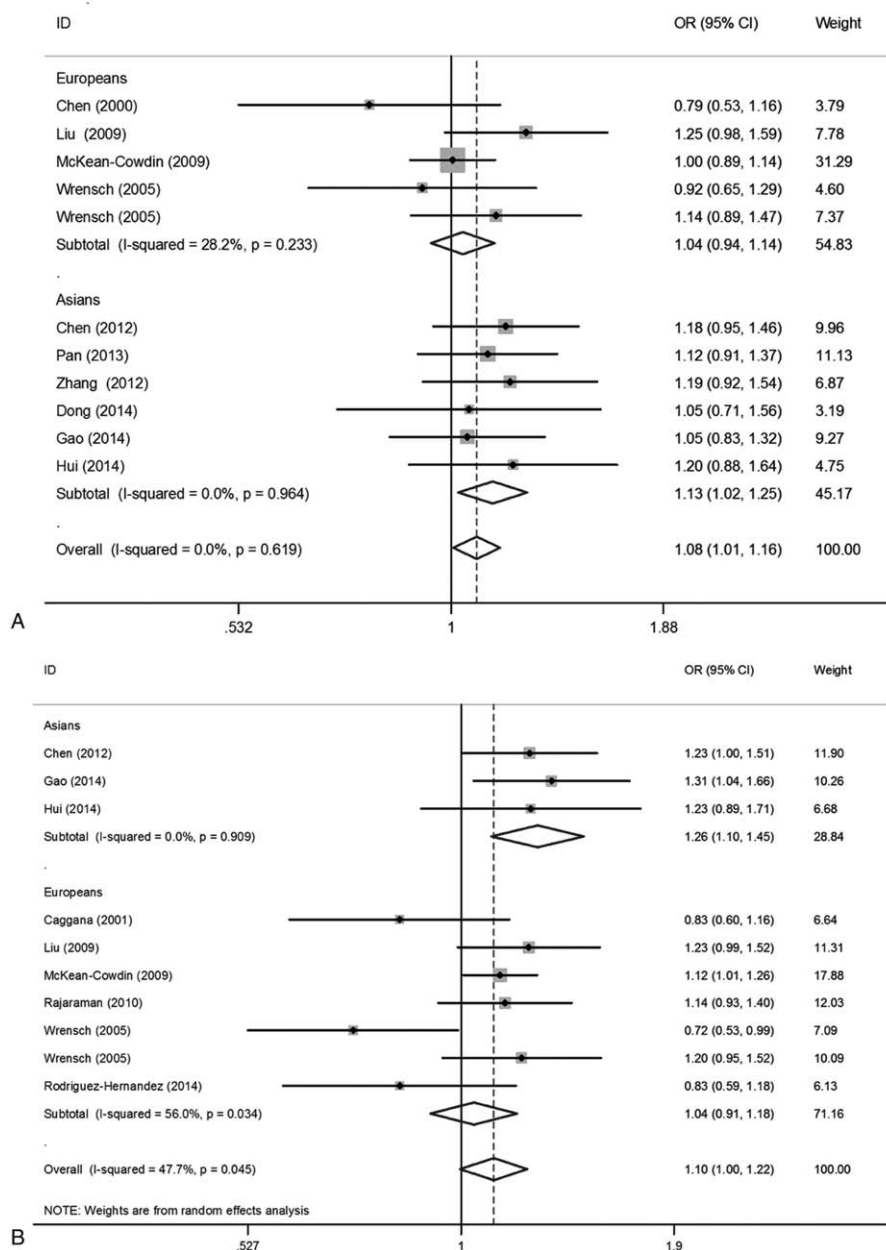 ID OR (95% CI) Weight
Europeans
Chen (2000) 0.79 (0.53, 1.16) 3.79
Liu (2009) 1.25 (0.98, 1.59) 7.78
McKean-Cowdin (2009) 1.00 (0.89, 1.14) 31.29
Wrensch (2005) 0.92 (0.65, 1.29) 4.60
Wrensch (2005) 1.14 (0.89, 1.47) 7.37
Subtotal (I-squared = 28.2%, p = 0.233) 1.04 (0.94, 1.14) 54.83
.
Asians
Chen (2012) 1.18 (0.95, 1.46) 9.96
Pan (2013) 1.12 (0.91, 1.37) 11.13
Zhang (2012) 1.19 (0.92, 1.54) 6.87
Dong (2014) 1.05 (0.71, 1.56) 3.19
Gao (2014) 1.05 (0.83, 1.32) 9.27
Hui (2014) 1.20 (0.88, 1.64) 4.75
Subtotal (I-squared = 0.0%, p = 0.964) 1.13 (1.02, 1.25) 45.17
.
Overall (I-squared = 0.0%, p = 0.619) 1.08 (1.01, 1.16) 100.00
A
.532 1 1.88
ID OR (95% CI) Weight
Asians
Chen (2012) 1.23 (1.00, 1.51) 11.90
Gao (2014) 1.31 (1.04, 1.66) 10.26
Hui (2014) 1.23 (0.89, 1.71) 6.68
Subtotal (I-squared = 0.0%, p = 0.909) 1.26 (1.10, 1.45) 28.84
.
Europeans
Caggana (2001) 0.83 (0.60, 1.16) 6.64
Liu (2009) 1.23 (0.99, 1.52) 11.31
McKean-Cowdin (2009) 1.12 (1.01, 1.26) 17.88
Rajaraman (2010) 1.14 (0.93, 1.40) 12.03
Wrensch (2005) 0.72 (0.53, 0.99) 7.09
Wrensch (2005) 1.20 (0.95, 1.52) 10.09
Rodriguez-Hernandez (2014) 0.83 (0.59, 1.18) 6.13
Subtotal (I-squared = 56.0%, p = 0.034) 1.04 (0.91, 1.18) 71.16
.
Overall (I-squared = 47.7%, p = 0.045) 1.10 (1.00, 1.22) 100.00
NOTE: Weights are from random effects analysis
B
.527 1 1.9